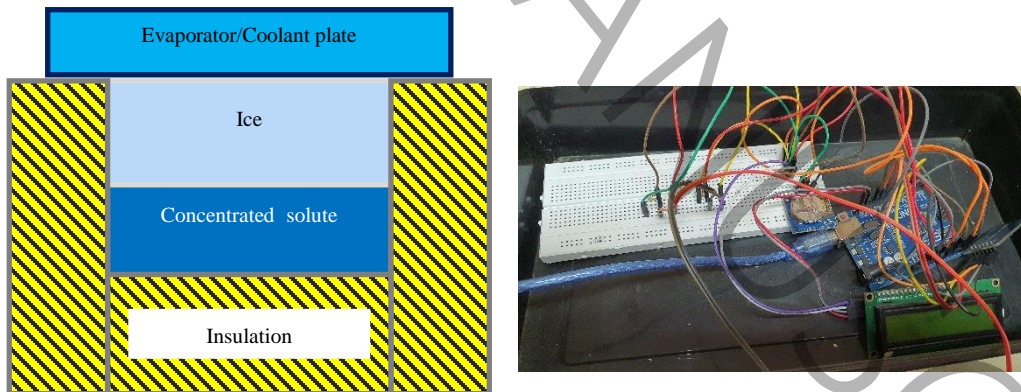 Evaporator/Coolant plate
Ice
Concentrated solute
Insulation